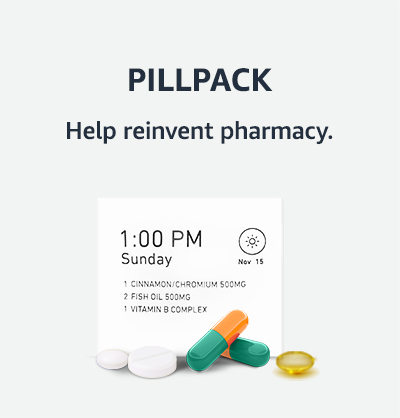 PILLPACK
Help reinvent pharmacy.
1:00 PM
Sunday
Nov 15
1 CINNAMON/CHROMIUM 500MG
2 FISH OIL 500MG
1 VITAMIN B COMPLEX